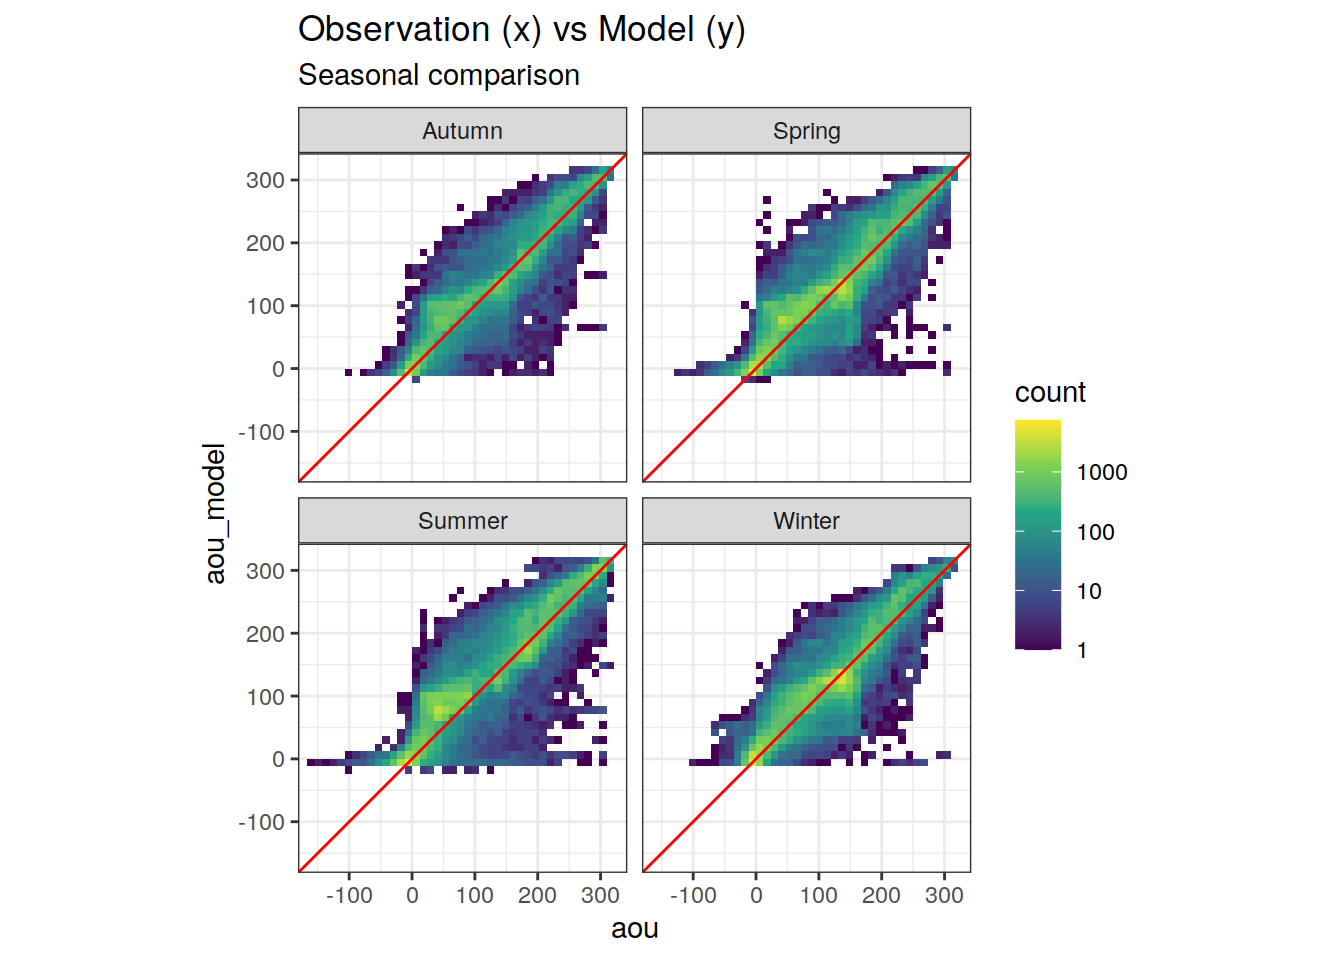 Observation (x) vs Model (y)
Seasonal comparison
Autumn
Spring
300
200
100
0
-100
Summer
Winter
300
200
100
0
-100
-100 0 100 200 300
-100 0 100 200 300
aou
aou_model
count
1000
100
10
1